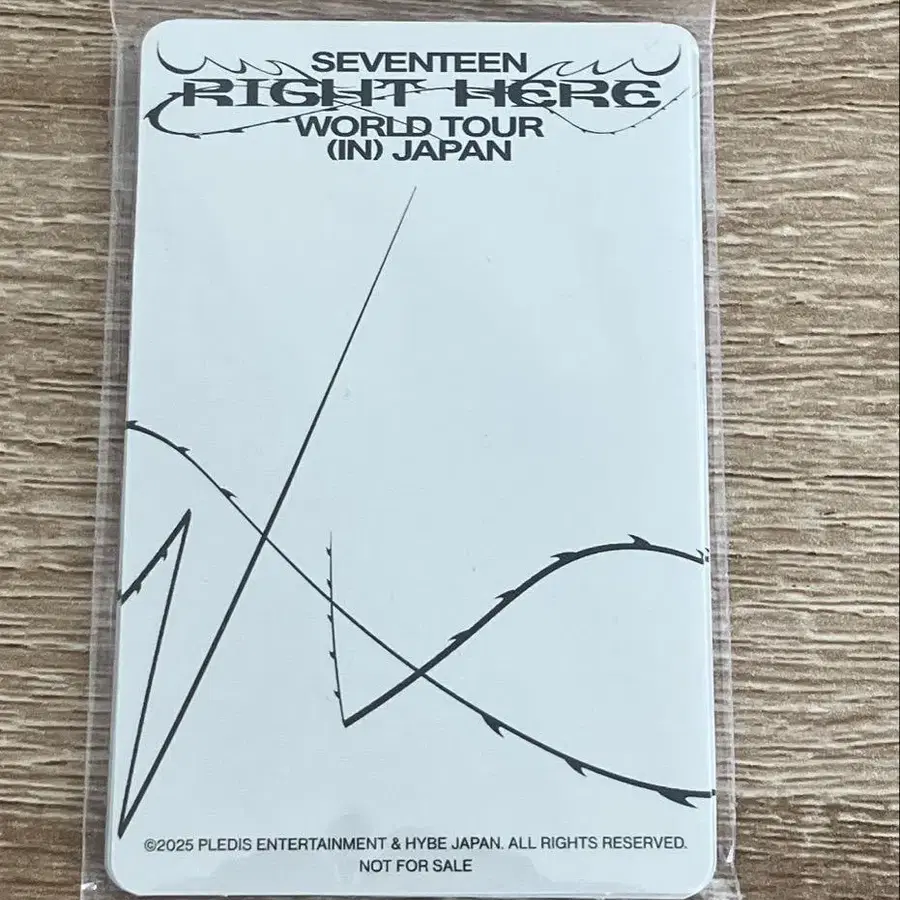 SEVENTEEN
RIGHT HERE
WORLD TOUR
(IN) JAPAN
©2025 PLEDIS ENTERTAINMENT & HYBE JAPAN. ALL RIGHTS RESERVED.
NOT FOR SALE